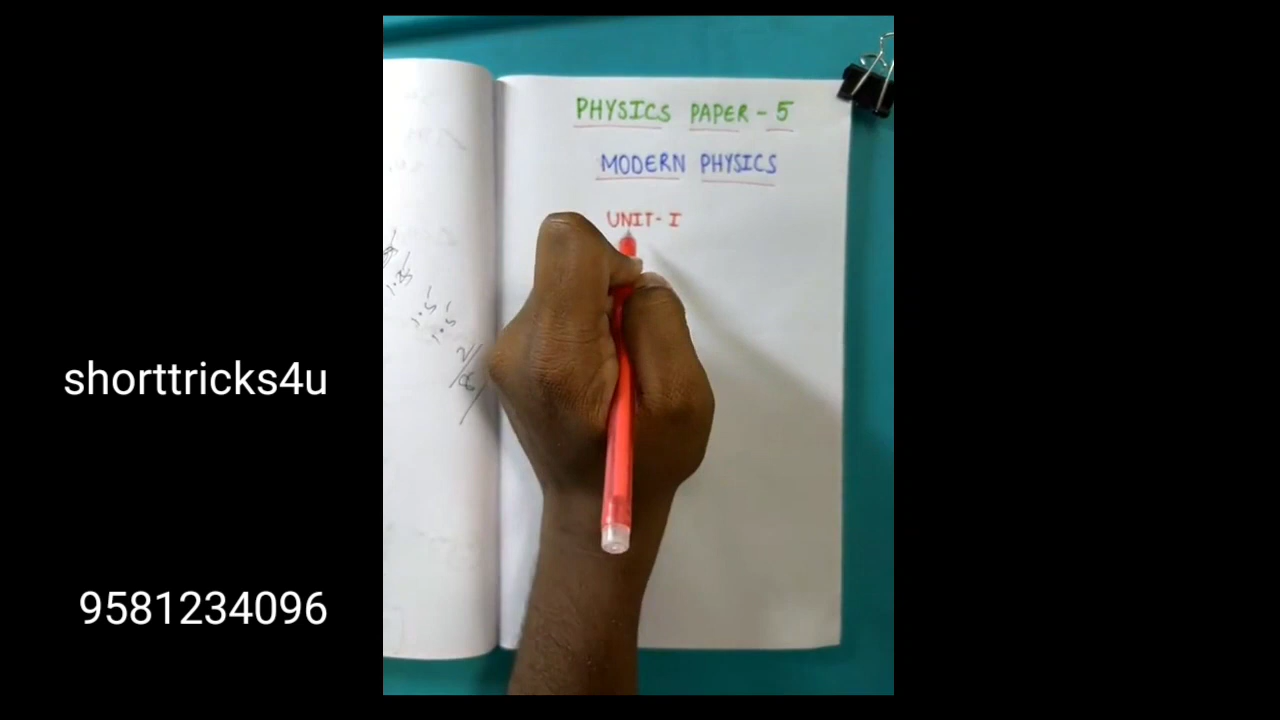 PHYSICS PAPER - 5
MODERN PHYSICS
UNIT - I
shorttricks4u
9581234096